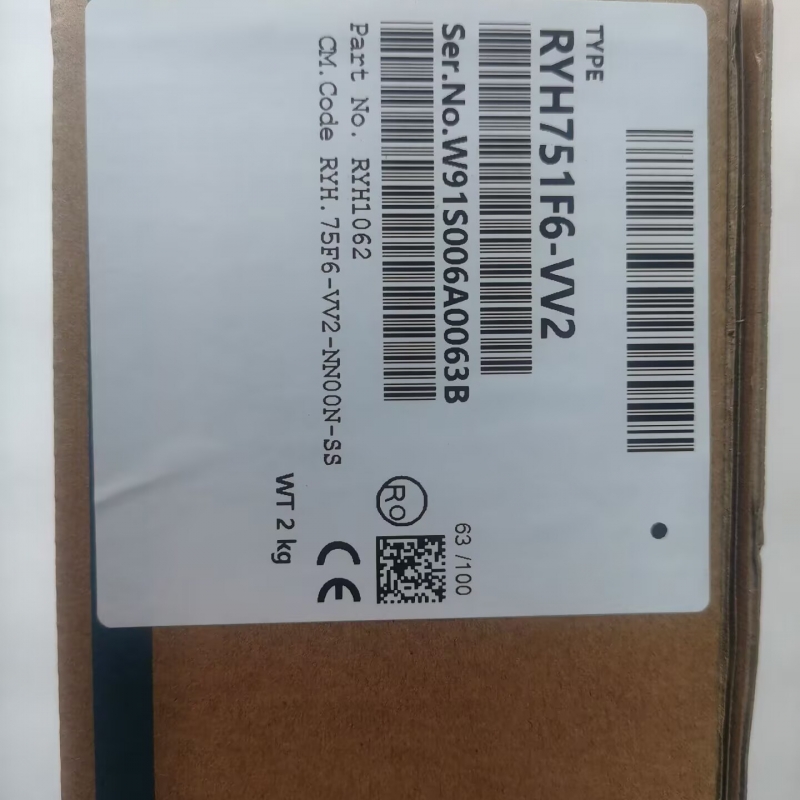 TYPE
RYH751F6-VV2
Ser.No.W91S006A0063B
Part No. RYH1062
CM.Code RYH.75F6-VV2-NN00N-SS
63 /100
RO
CE
WT 2 kg